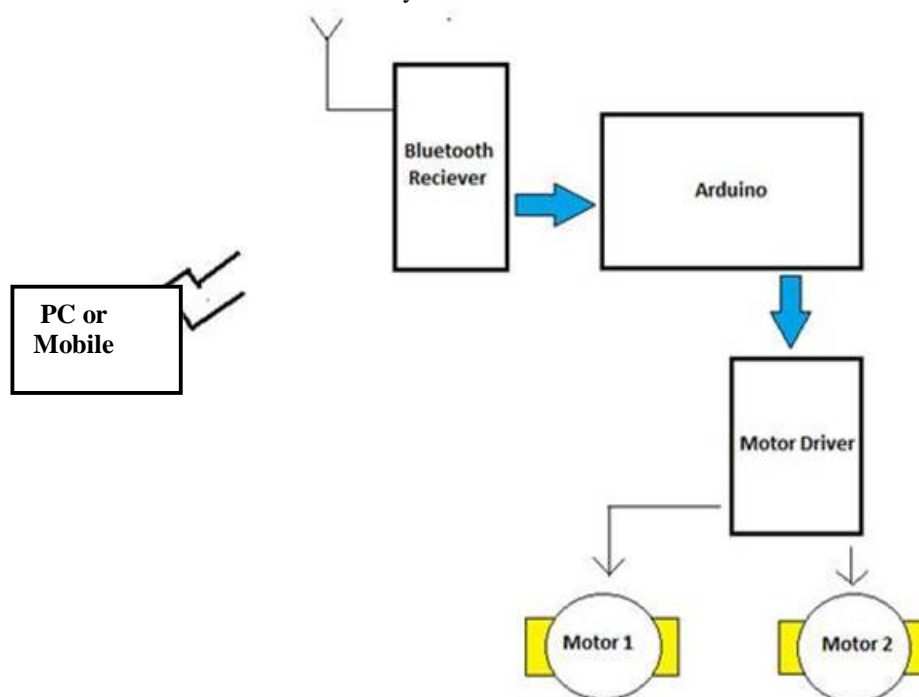 Bluetooth
Reciever
Arduino
PC or
Mobile
Motor Driver
Motor 1
Motor 2